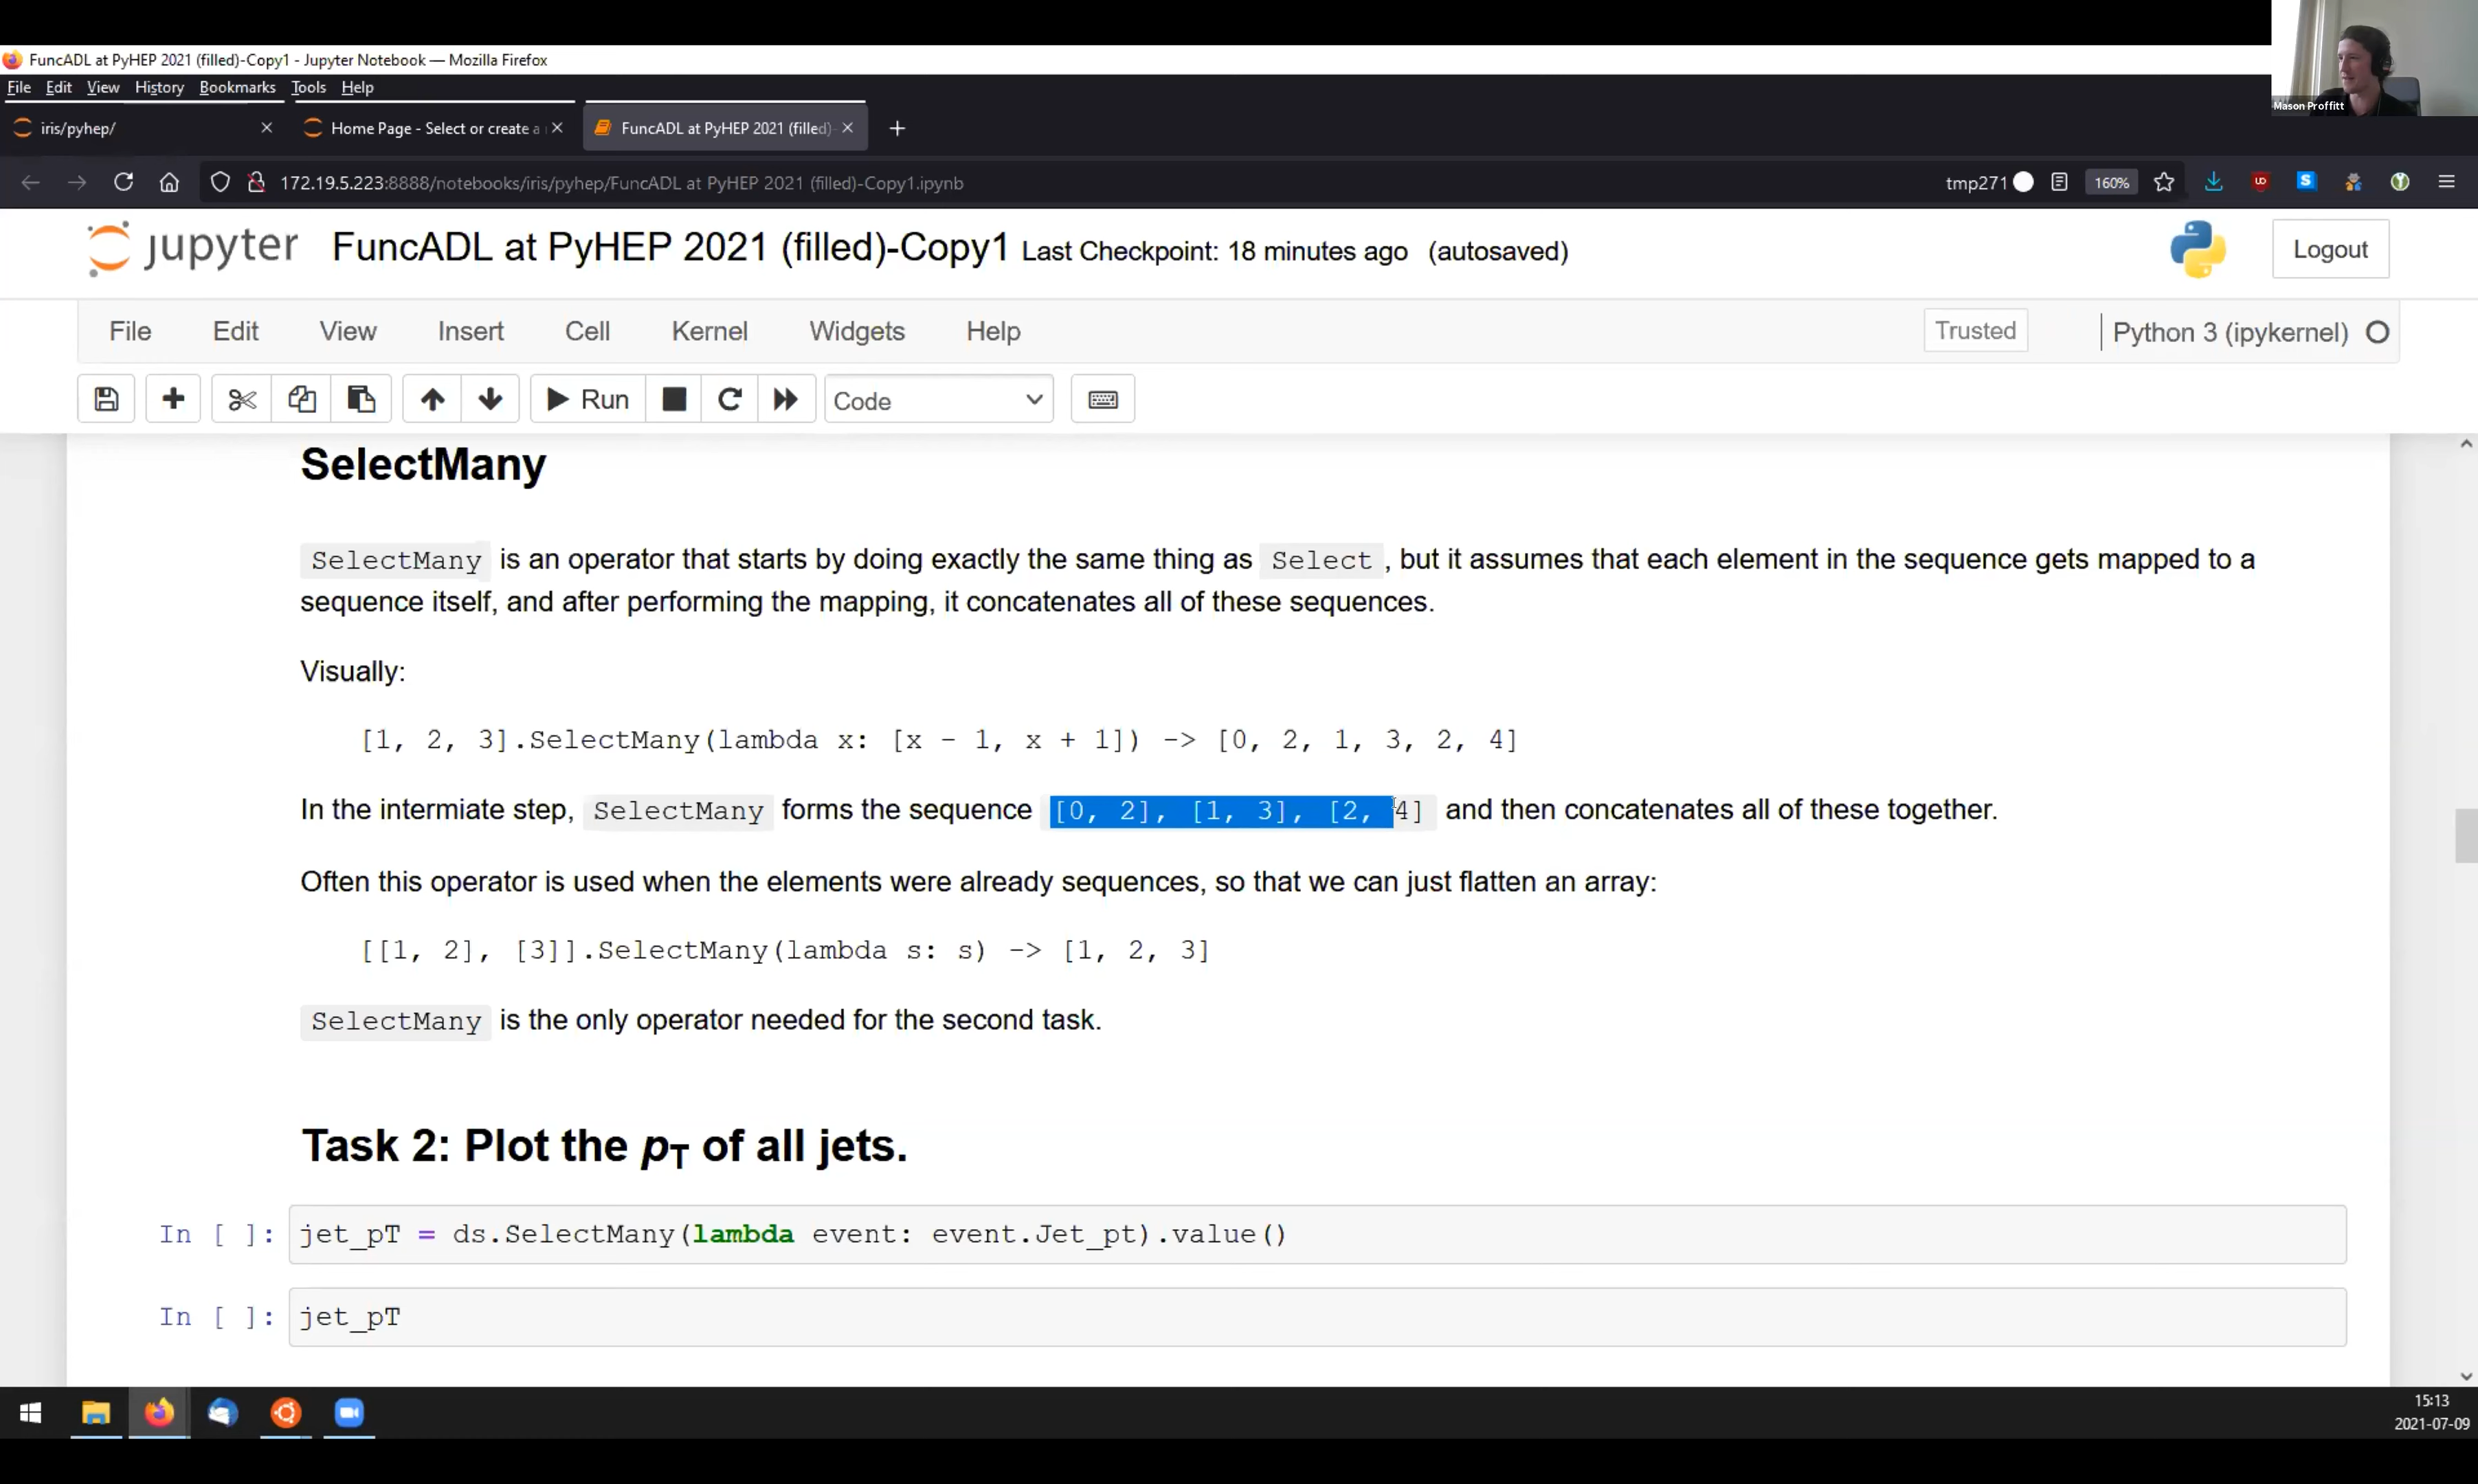 FuncADL at PyHEP 2021 (filled)-Copy1 - Jupyter Notebook — Mozilla Firefox
Mason Proffitt
File Edit View History Bookmarks Tools Help
iris/pyhep/
Home Page - Select or create a
FuncADL at PyHEP 2021 (filled)-
172.19.5.223:8888/notebooks/iris/pyhep/FuncADL at PyHEP 2021 (filled)-Copy1.ipynb
tmp271
160%
jupyter FuncADL at PyHEP 2021 (filled)-Copy1 Last Checkpoint: 18 minutes ago (autosaved)
Logout
File Edit View Insert Cell Kernel Widgets Help
Trusted
Python 3 (ipykernel)
Run
Code
SelectMany
SelectMany is an operator that starts by doing exactly the same thing as Select , but it assumes that each element in the sequence gets mapped to a
sequence itself, and after performing the mapping, it concatenates all of these sequences.
Visually:
[1, 2, 3].SelectMany(lambda x: [x - 1, x + 1]) -> [0, 2, 1, 3, 2, 4]
In the intermiate step, SelectMany forms the sequence [0, 2], [1, 3], [2, 4] and then concatenates all of these together.
Often this operator is used when the elements were already sequences, so that we can just flatten an array:
[[1, 2], [3]].SelectMany(lambda s: s) -> [1, 2, 3]
SelectMany is the only operator needed for the second task.
Task 2: Plot the pT of all jets.
In [ ]: jet_pT = ds.SelectMany(lambda event: event.Jet_pt).value()
In [ ]: jet_pT
15:13
2021-07-09